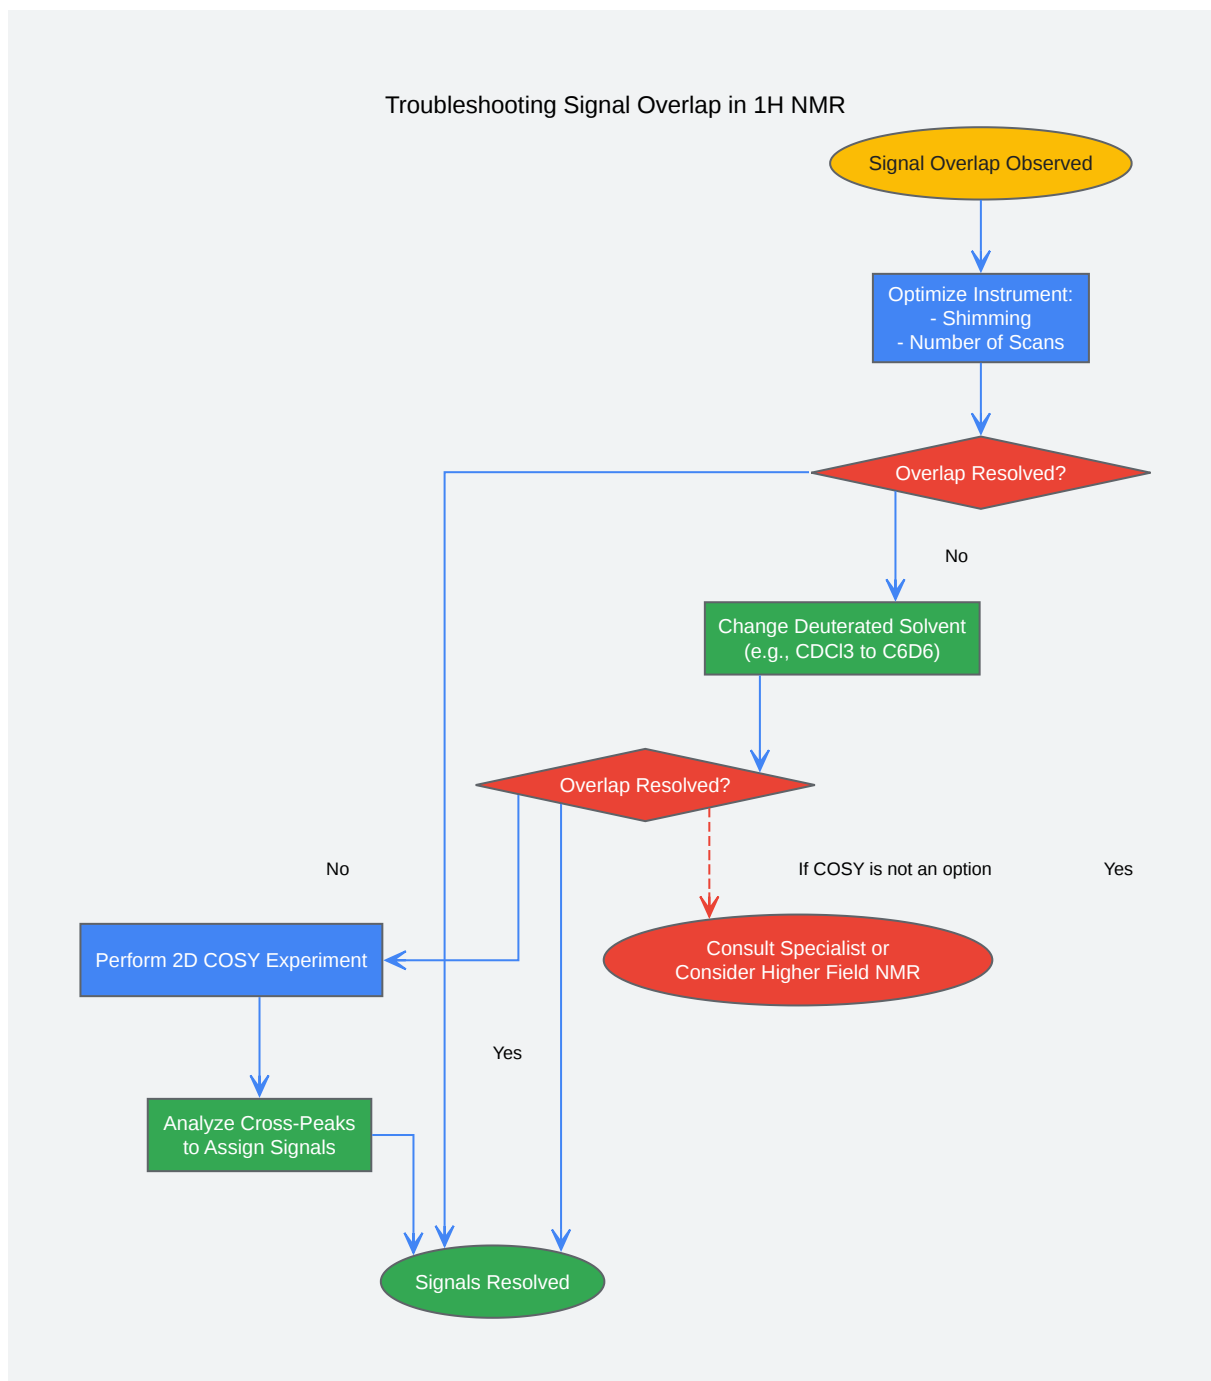 Troubleshooting Signal Overlap in 1H NMR
Signal Overlap Observed
Optimize Instrument:
- Shimming
- Number of Scans
Overlap Resolved?
No
Change Deuterated Solvent
(e.g., CDCl3 to C6D6)
Overlap Resolved?
No
If COSY is not an option
Yes
Perform 2D COSY Experiment
Consult Specialist or
Consider Higher Field NMR
Yes
Analyze Cross-Peaks
to Assign Signals
Signals Resolved